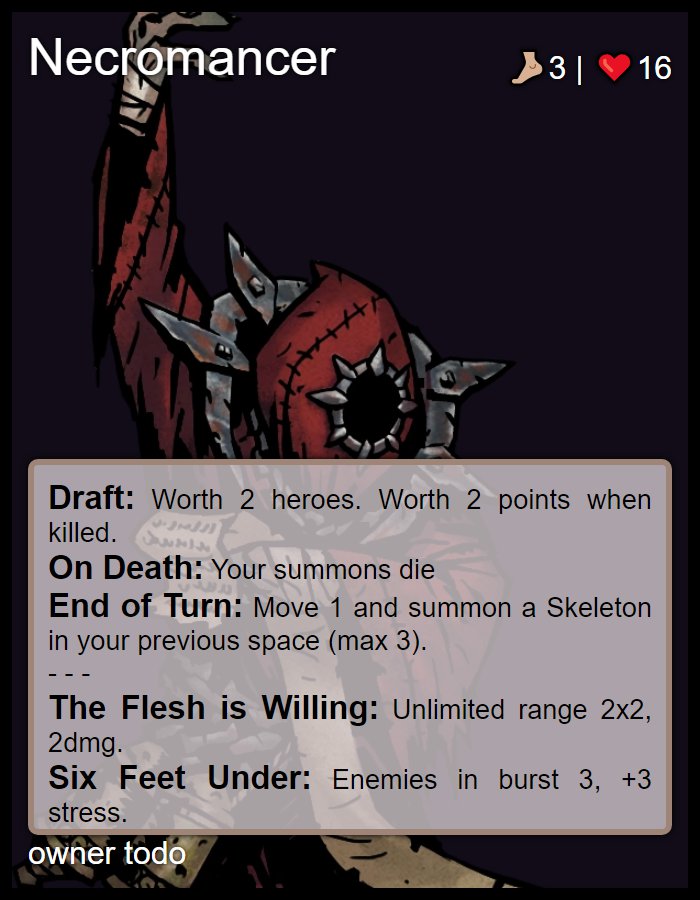 Necromancer
🦶3 | ❤️16
Draft: Worth 2 heroes. Worth 2 points when
killed.
On Death: Your summons die
End of Turn: Move 1 and summon a Skeleton
in your previous space (max 3).
- - -
The Flesh is Willing: Unlimited range 2x2,
2dmg.
Six Feet Under: Enemies in burst 3, +3
stress.
owner todo